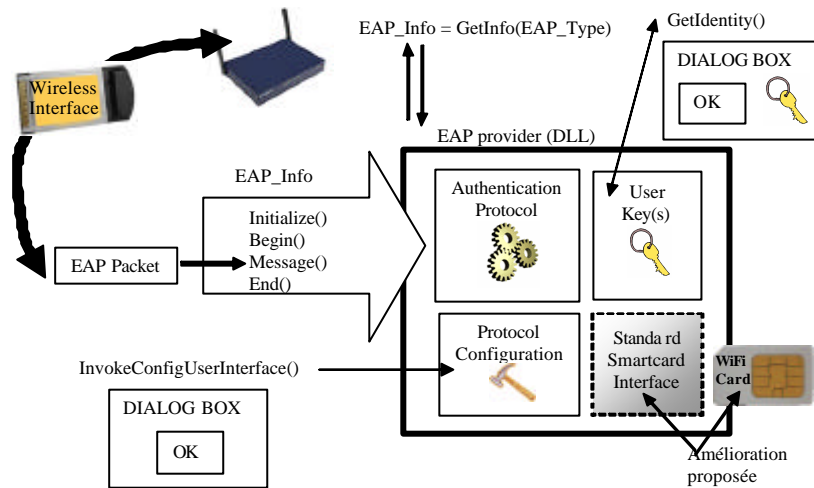 EAP_Info = GetInfo(EAP_Type)
GetIdentity()
DIALOG BOX
OK
Wireless
Interface
EAP provider (DLL)
EAP_Info
Initialize()
Begin()
Message()
End()
EAP Packet
Authentication
Protocol
User
Key(s)
Protocol
Configuration
Standa rd
Smartcard
Interface
WiFi
Card
InvokeConfigUserInterface()
DIALOG BOX
OK
Amélioration
proposée